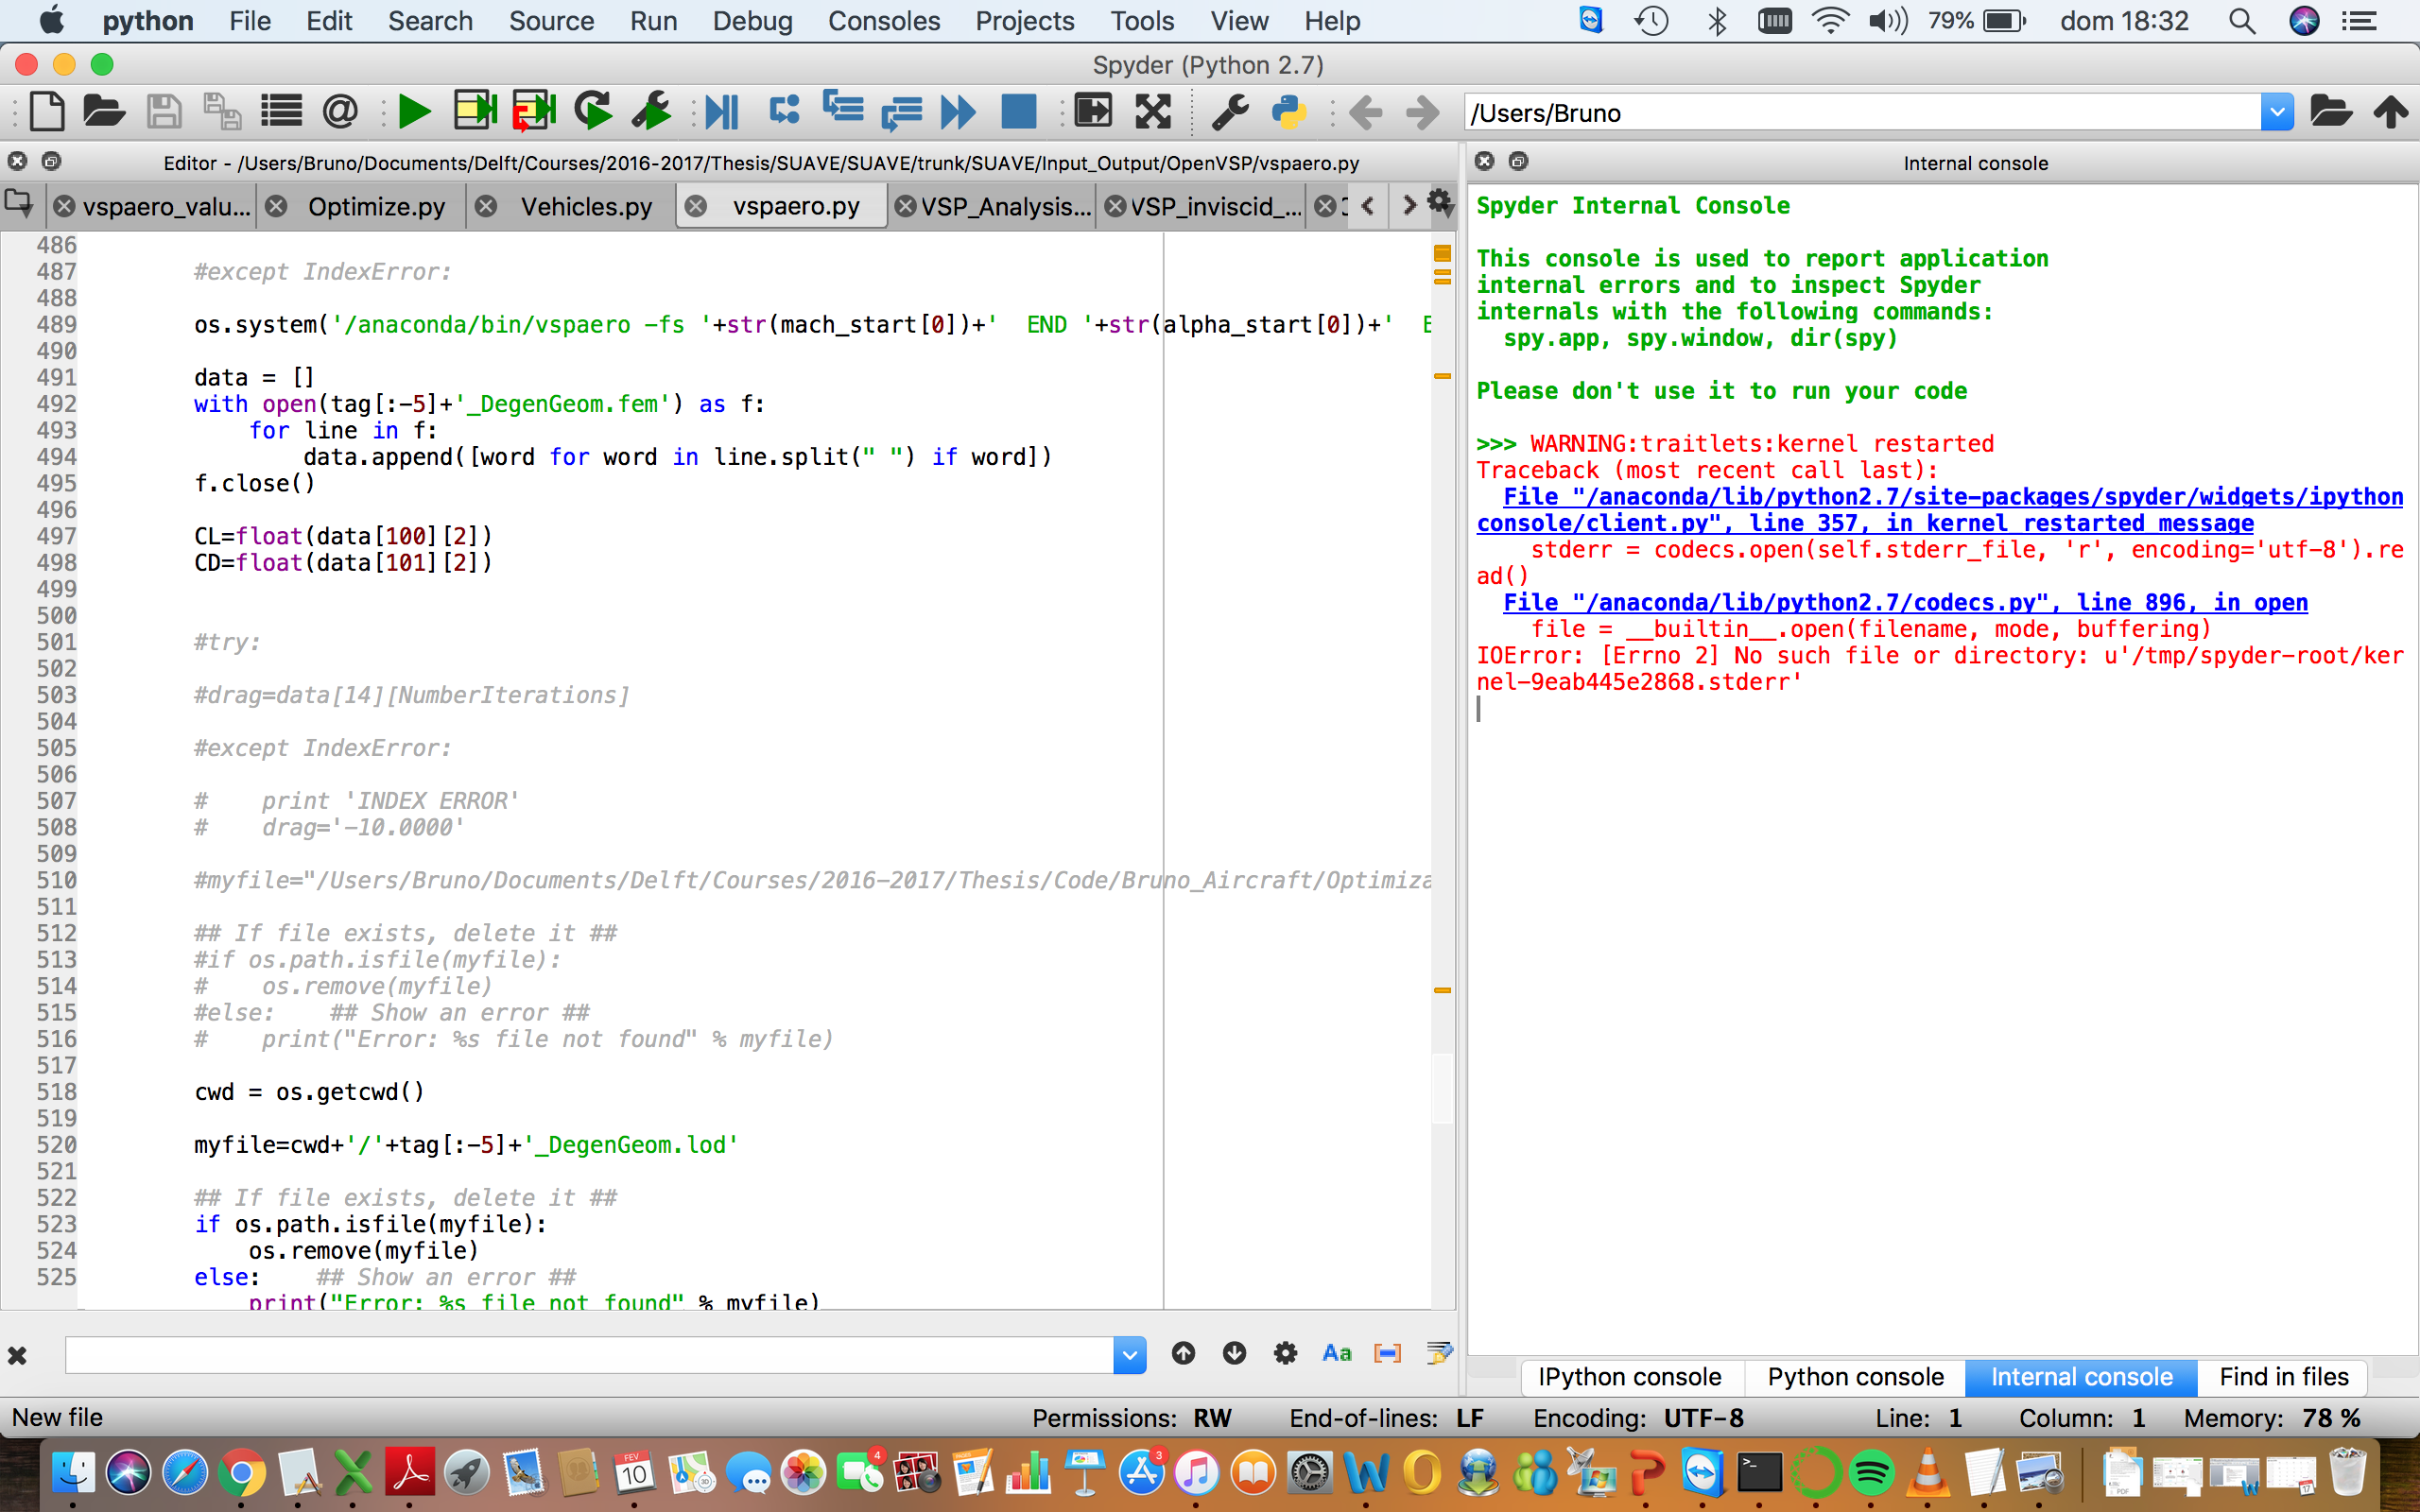 python File Edit Search Source Run Debug Consoles Projects Tools View Help 79% dom 18:32
Spyder (Python 2.7)
/Users/Bruno
Editor - /Users/Bruno/Documents/Delft/Courses/2016-2017/Thesis/SUAVE/SUAVE/trunk/SUAVE/Input_Output/OpenVSP/vspaero.py
vspaero_valu... Optimize.py Vehicles.py vspaero.py VSP_Analysis... VSP_inviscid_...
486
487 #except IndexError:
488
489 os.system('/anaconda/bin/vspaero -fs '+str(mach_start[0])+'  END '+str(alpha_start[0])+'  E
490
491 data = []
492 with open(tag[:-5]+'_DegenGeom.fem') as f:
493     for line in f:
494         data.append([word for word in line.split(" ") if word])
495 f.close()
496
497 CL=float(data[100][2])
498 CD=float(data[101][2])
499
500
501 #try:
502
503 #drag=data[14][NumberIterations]
504
505 #except IndexError:
506
507 #    print 'INDEX ERROR'
508 #    drag='-10.0000'
509
510 #myfile="/Users/Bruno/Documents/Delft/Courses/2016-2017/Thesis/Code/Bruno_Aircraft/Optimiza
511
512 ## If file exists, delete it ##
513 #if os.path.isfile(myfile):
514 #    os.remove(myfile)
515 #else:    ## Show an error ##
516 #    print("Error: %s file not found" % myfile)
517
518 cwd = os.getcwd()
519
520 myfile=cwd+'/'+tag[:-5]+'_DegenGeom.lod'
521
522 ## If file exists, delete it ##
523 if os.path.isfile(myfile):
524     os.remove(myfile)
525 else:    ## Show an error ##
print("Error: %s file not found" % myfile)
Aa
New file
Internal console
Spyder Internal Console
This console is used to report application
internal errors and to inspect Spyder
internals with the following commands:
spy.app, spy.window, dir(spy)
Please don't use it to run your code
>>> WARNING:traitlets:kernel restarted
Traceback (most recent call last):
File "/anaconda/lib/python2.7/site-packages/spyder/widgets/ipython
console/client.py", line 357, in kernel_restarted_message
stderr = codecs.open(self.stderr_file, 'r', encoding='utf-8').re
ad()
File "/anaconda/lib/python2.7/codecs.py", line 896, in open
file = __builtin__.open(filename, mode, buffering)
IOError: [Errno 2] No such file or directory: u'/tmp/spyder-root/ker
nel-9eab445e2868.stderr'
IPython console Python console Internal console Find in files
Permissions: RW End-of-lines: LF Encoding: UTF-8 Line: 1 Column: 1 Memory: 78 %
FEV
10
4
3
17